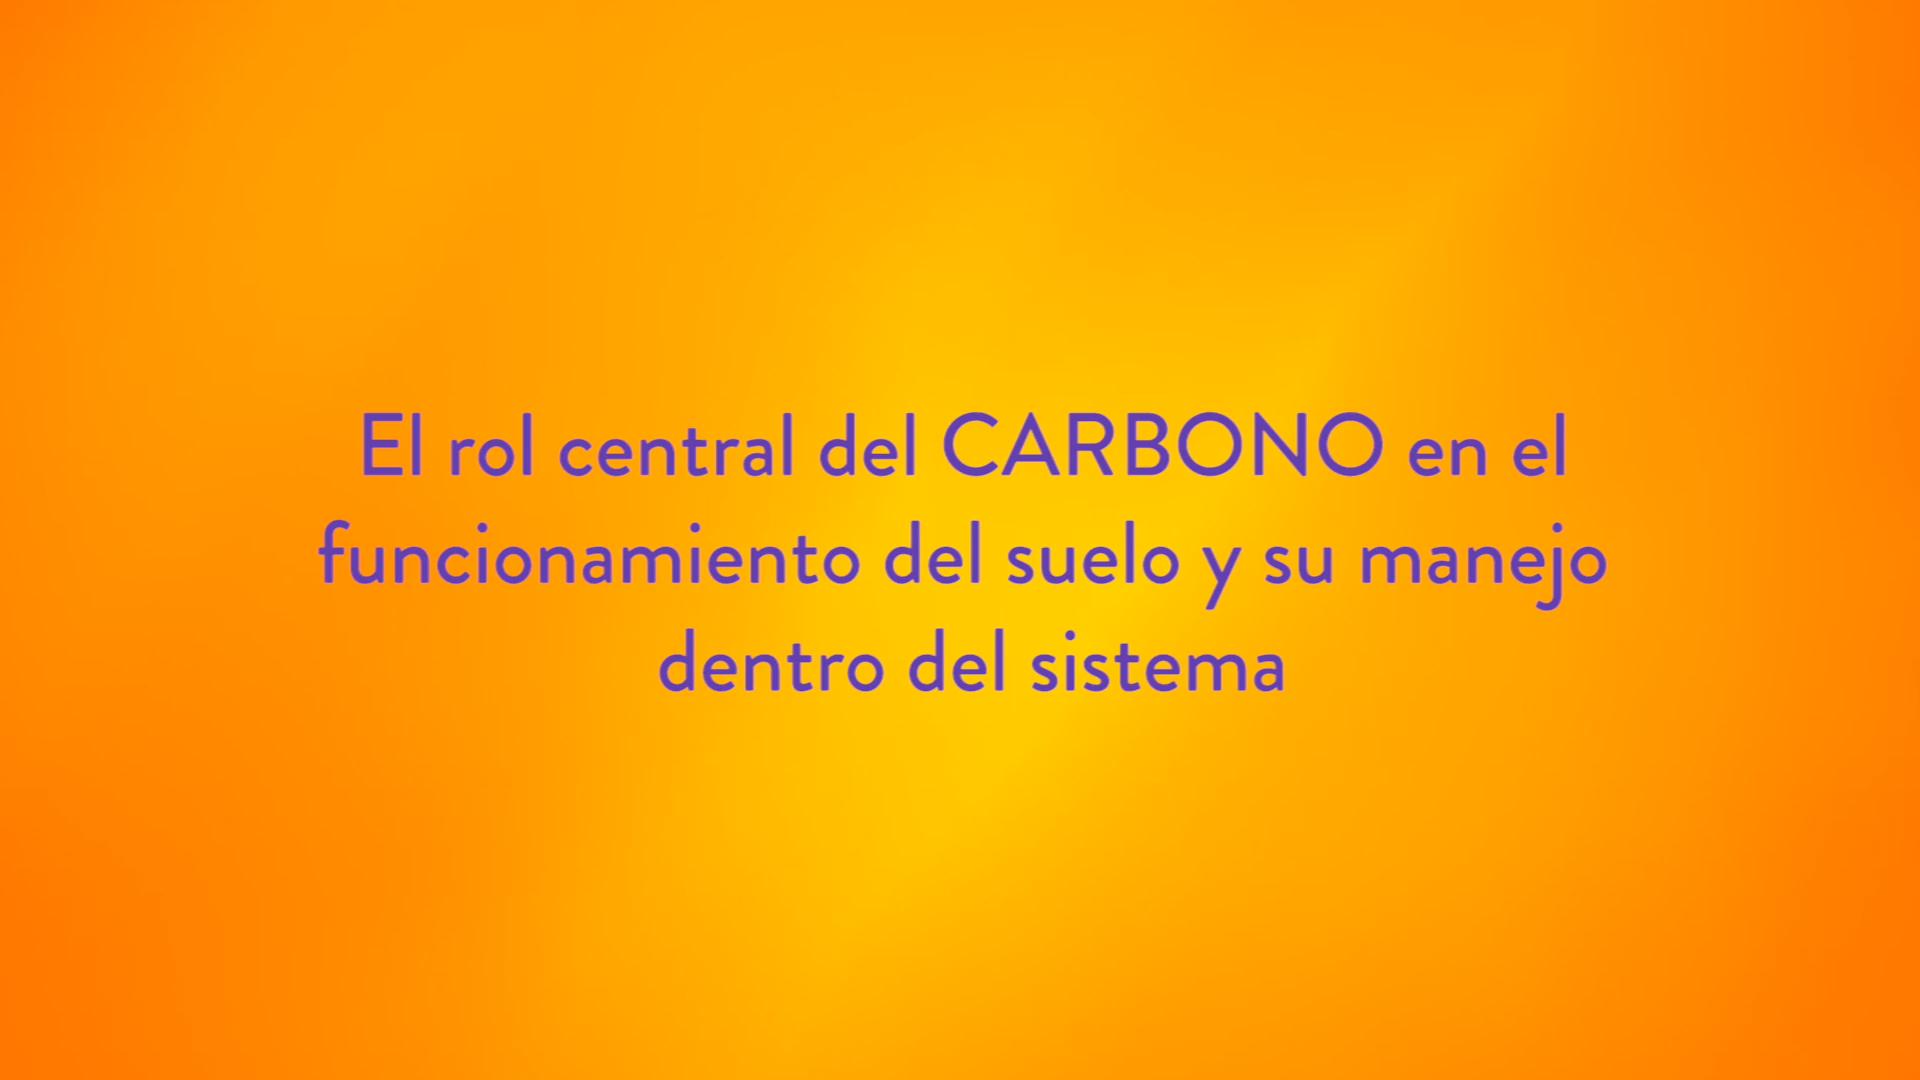 El rol central del CARBONO en el
funcionamiento del suelo y su manejo
dentro del sistema